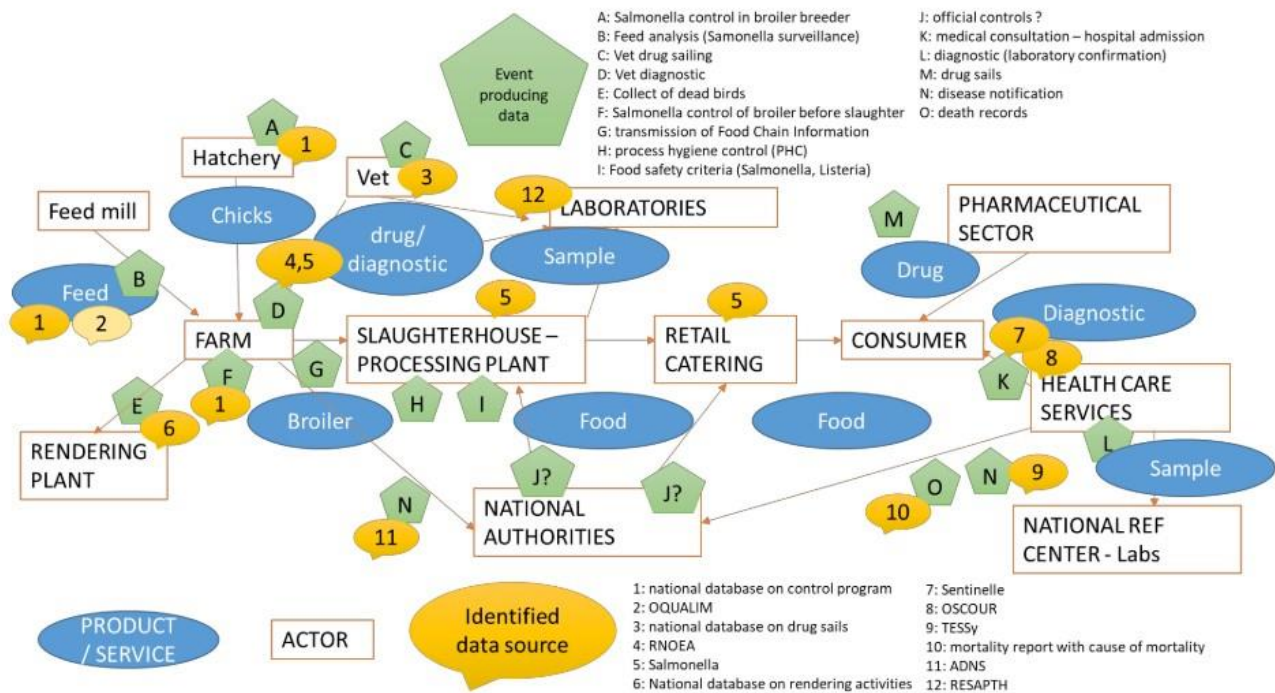 A: Salmonella control in broiler breeder
B: Feed analysis (Samonella surveillance)
C: Vet drug sailing
D: Vet diagnostic
E: Collect of dead birds
F: Salmonella control of broiler before slaughter
G: transmission of Food Chain Information
H: process hygiene control (PHC)
I: Food safety criteria (Salmonella, Listeria)
J: official controls ?
K: medical consultation – hospital admission
L: diagnostic (laboratory confirmation)
M: drug sails
N: disease notification
O: death records
Event
producing
data
A
1
Hatchery
C
Vet
3
12
LABORATORIES
Feed mill
Chicks
drug/
diagnostic
Sample
M
PHARMACEUTICAL
SECTOR
Drug
B
Feed
1
2
4,5
D
5
5
Diagnostic
7
8
FARM
SLAUGHTERHOUSE –
PROCESSING PLANT
RETAIL
CATERING
CONSUMER
G
F
1
E
6
H
I
K
HEALTH CARE
SERVICES
L
RENDERING
PLANT
Broiler
Food
Food
Sample
J?
J?
N
11
NATIONAL
AUTHORITIES
O
10
N
9
NATIONAL REF
CENTER - Labs
PRODUCT
/ SERVICE
ACTOR
Identified
data source
1: national database on control program
2: OQUALIM
3: national database on drug sails
4: RNOEA
5: Salmonella
6: National database on rendering activities
7: Sentinelle
8: OSCOUR
9: TESSy
10: mortality report with cause of mortality
11: ADNS
12: RESAPTH